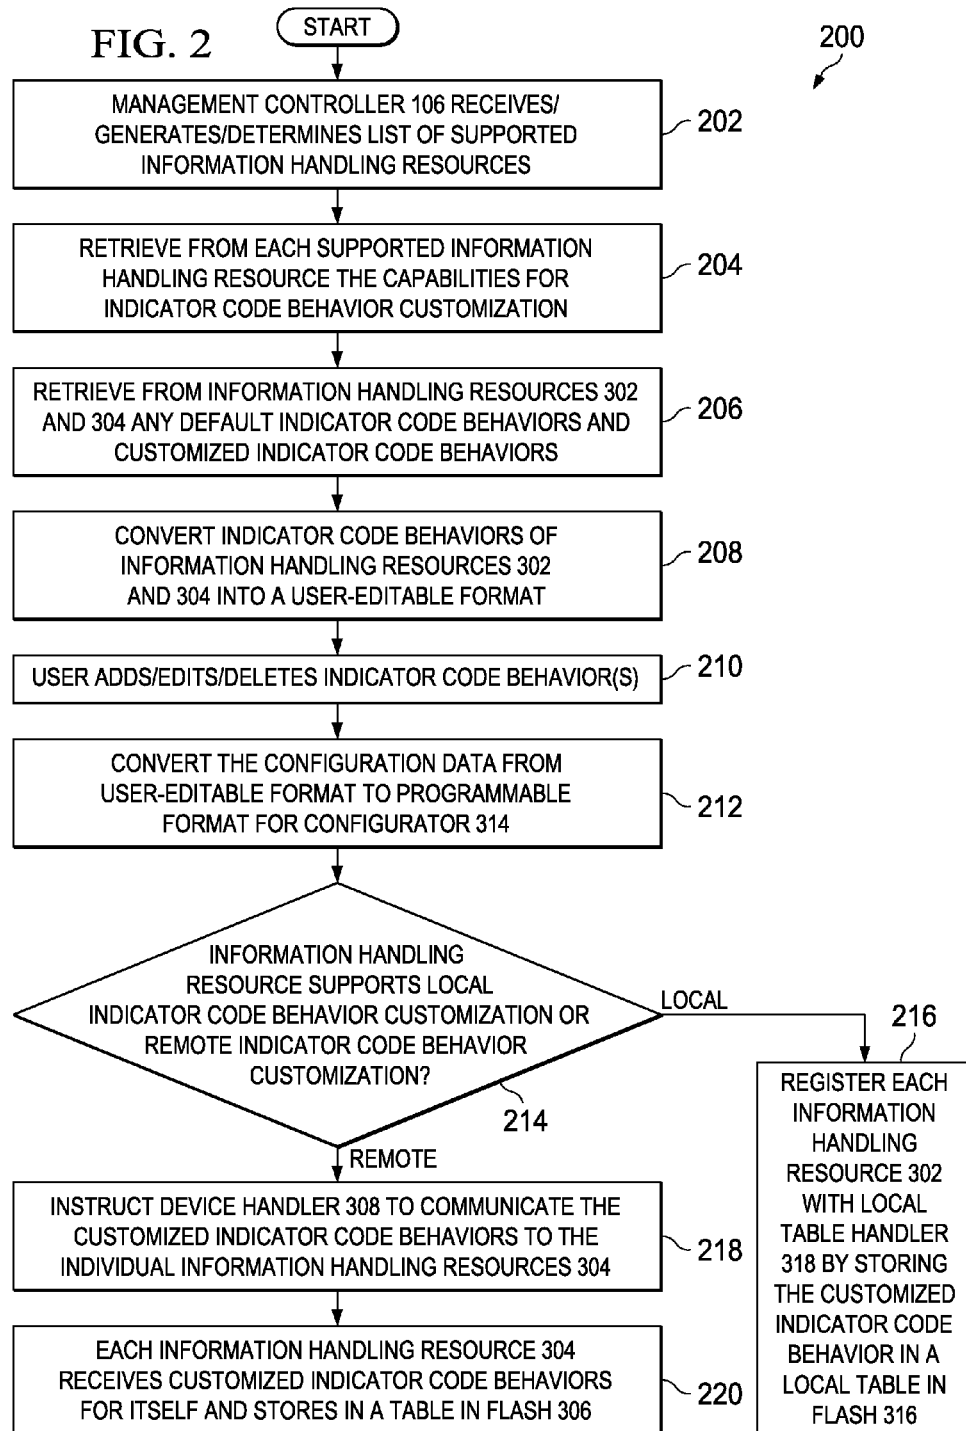 FIG. 2
START
200
MANAGEMENT CONTROLLER 106 RECEIVES/
GENERATES/DETERMINES LIST OF SUPPORTED
INFORMATION HANDLING RESOURCES
202
RETRIEVE FROM EACH SUPPORTED INFORMATION
HANDLING RESOURCE THE CAPABILITIES FOR
INDICATOR CODE BEHAVIOR CUSTOMIZATION
204
RETRIEVE FROM INFORMATION HANDLING RESOURCES 302
AND 304 ANY DEFAULT INDICATOR CODE BEHAVIORS AND
CUSTOMIZED INDICATOR CODE BEHAVIORS
206
CONVERT INDICATOR CODE BEHAVIORS OF
INFORMATION HANDLING RESOURCES 302
AND 304 INTO A USER-EDITABLE FORMAT
208
USER ADDS/EDITS/DELETES INDICATOR CODE BEHAVIOR(S)
210
CONVERT THE CONFIGURATION DATA FROM
USER-EDITABLE FORMAT TO PROGRAMMABLE
FORMAT FOR CONFIGURATOR 314
212
INFORMATION HANDLING
RESOURCE SUPPORTS LOCAL
INDICATOR CODE BEHAVIOR CUSTOMIZATION OR
REMOTE INDICATOR CODE BEHAVIOR
CUSTOMIZATION?
214
LOCAL
216
REGISTER EACH
INFORMATION
HANDLING
RESOURCE 302
WITH LOCAL
TABLE HANDLER
318 BY STORING
THE CUSTOMIZED
INDICATOR CODE
BEHAVIOR IN A
LOCAL TABLE IN
FLASH 316
REMOTE
INSTRUCT DEVICE HANDLER 308 TO COMMUNICATE THE
CUSTOMIZED INDICATOR CODE BEHAVIORS TO THE
INDIVIDUAL INFORMATION HANDLING RESOURCES 304
218
EACH INFORMATION HANDLING RESOURCE 304
RECEIVES CUSTOMIZED INDICATOR CODE BEHAVIORS
FOR ITSELF AND STORES IN A TABLE IN FLASH 306
220